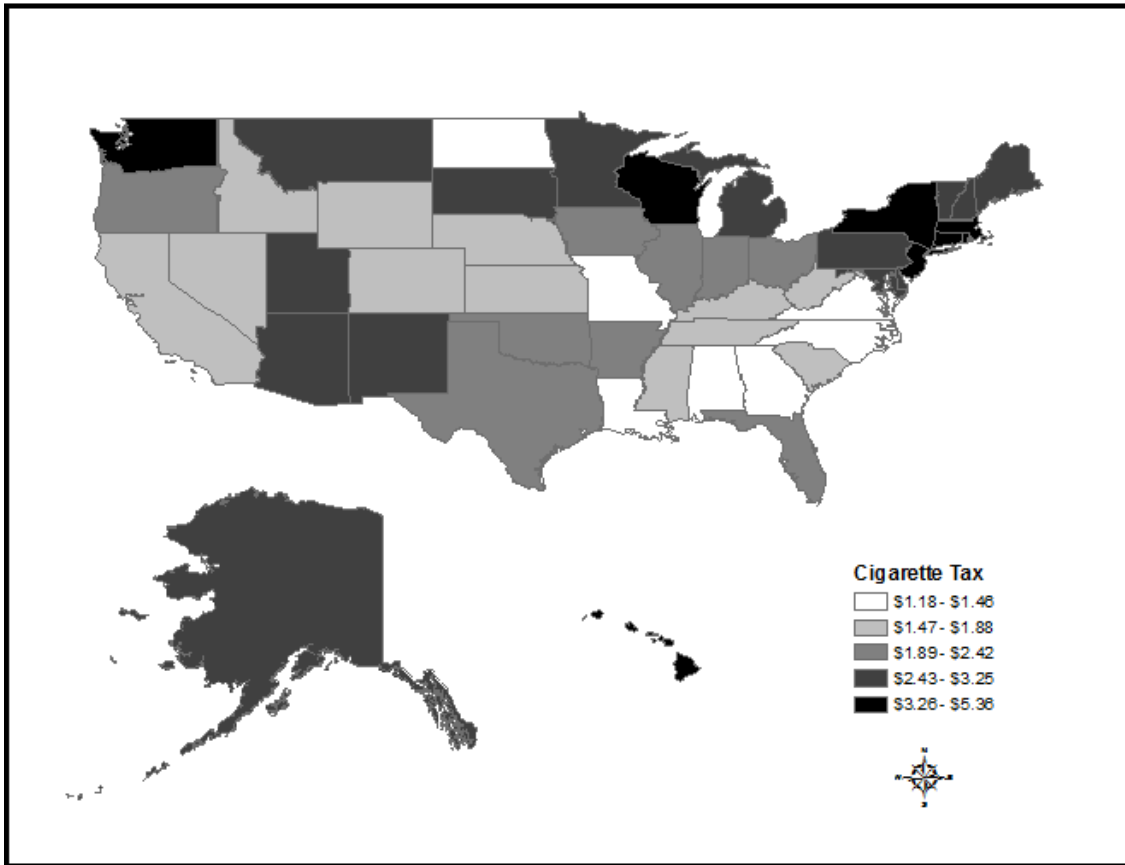 Cigarette Tax
$1.18 - $1.46
$1.47 - $1.88
$1.89 - $2.42
$2.43 - $3.25
$3.26 - $5.36
N
W E
S